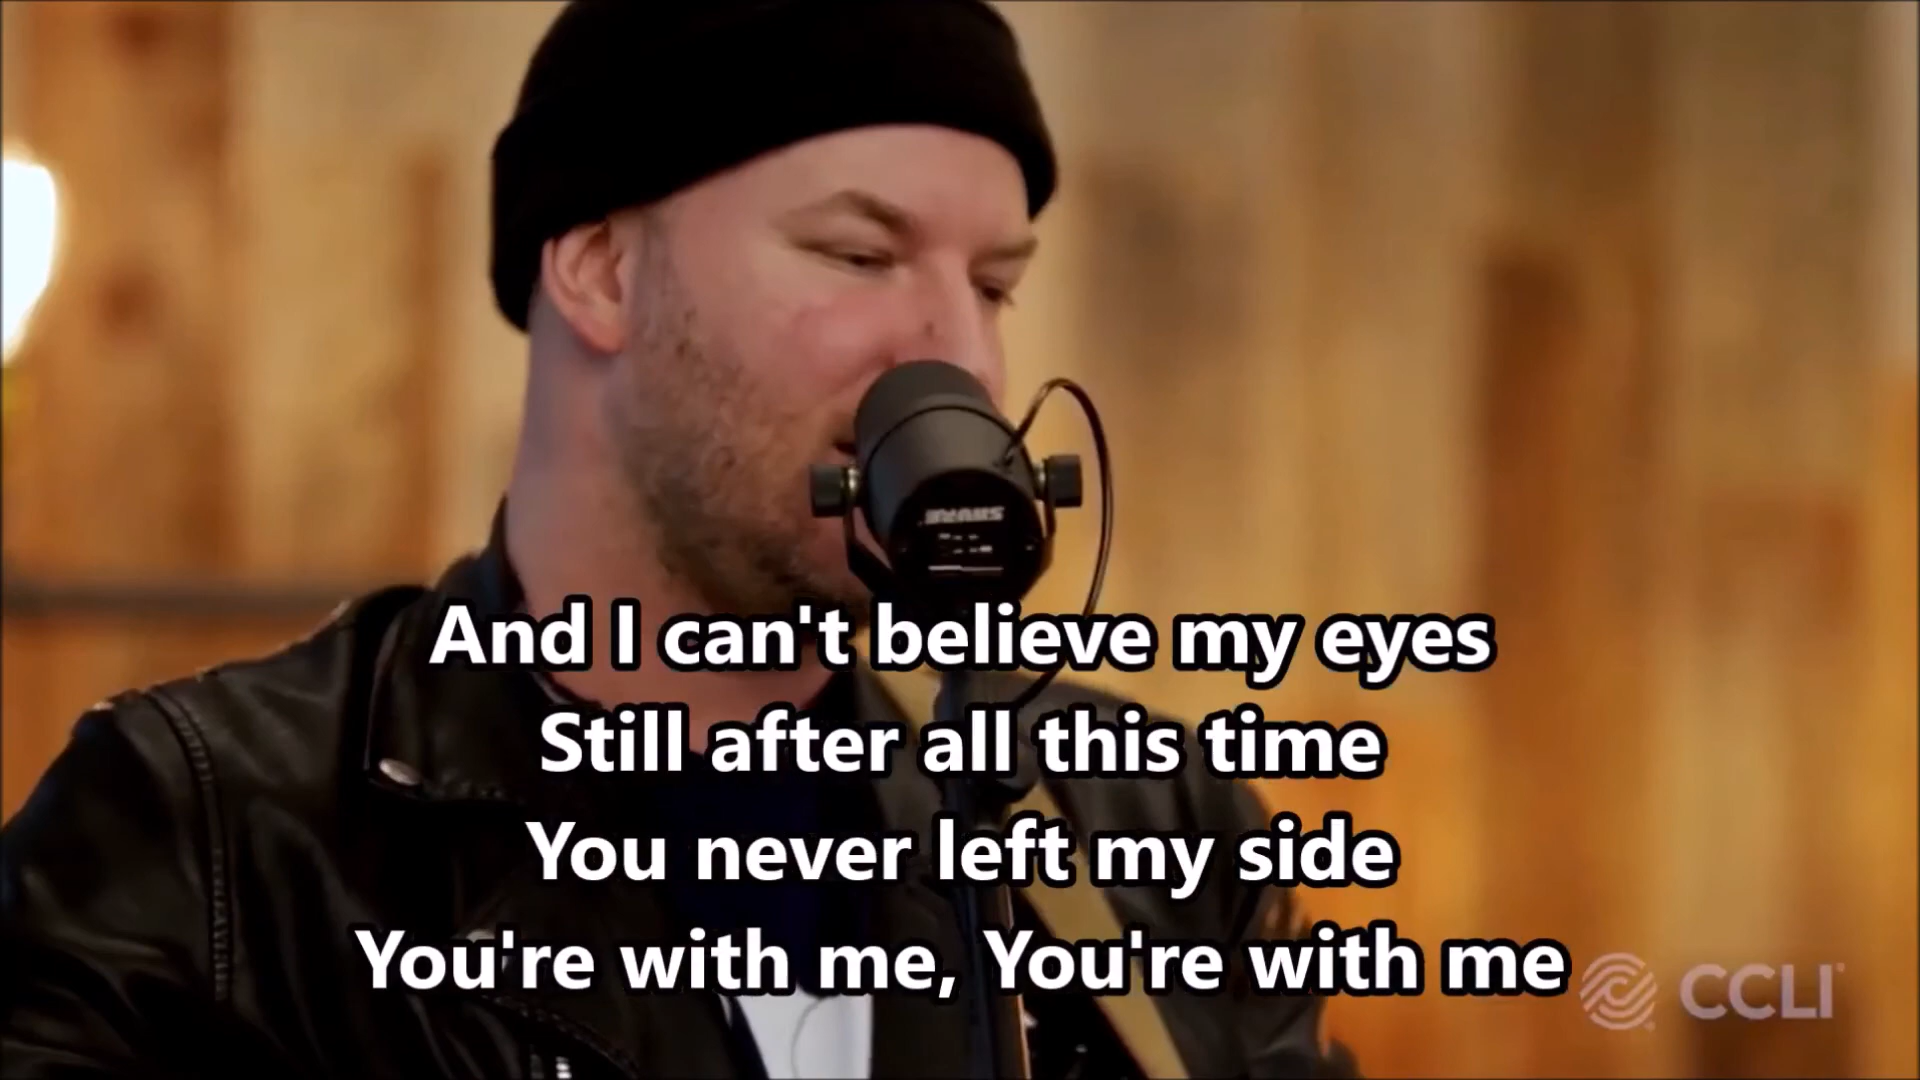 SHURE
And I can't believe my eyes
Still after all this time
You never left my side
You're with me, You're with me
CCLI